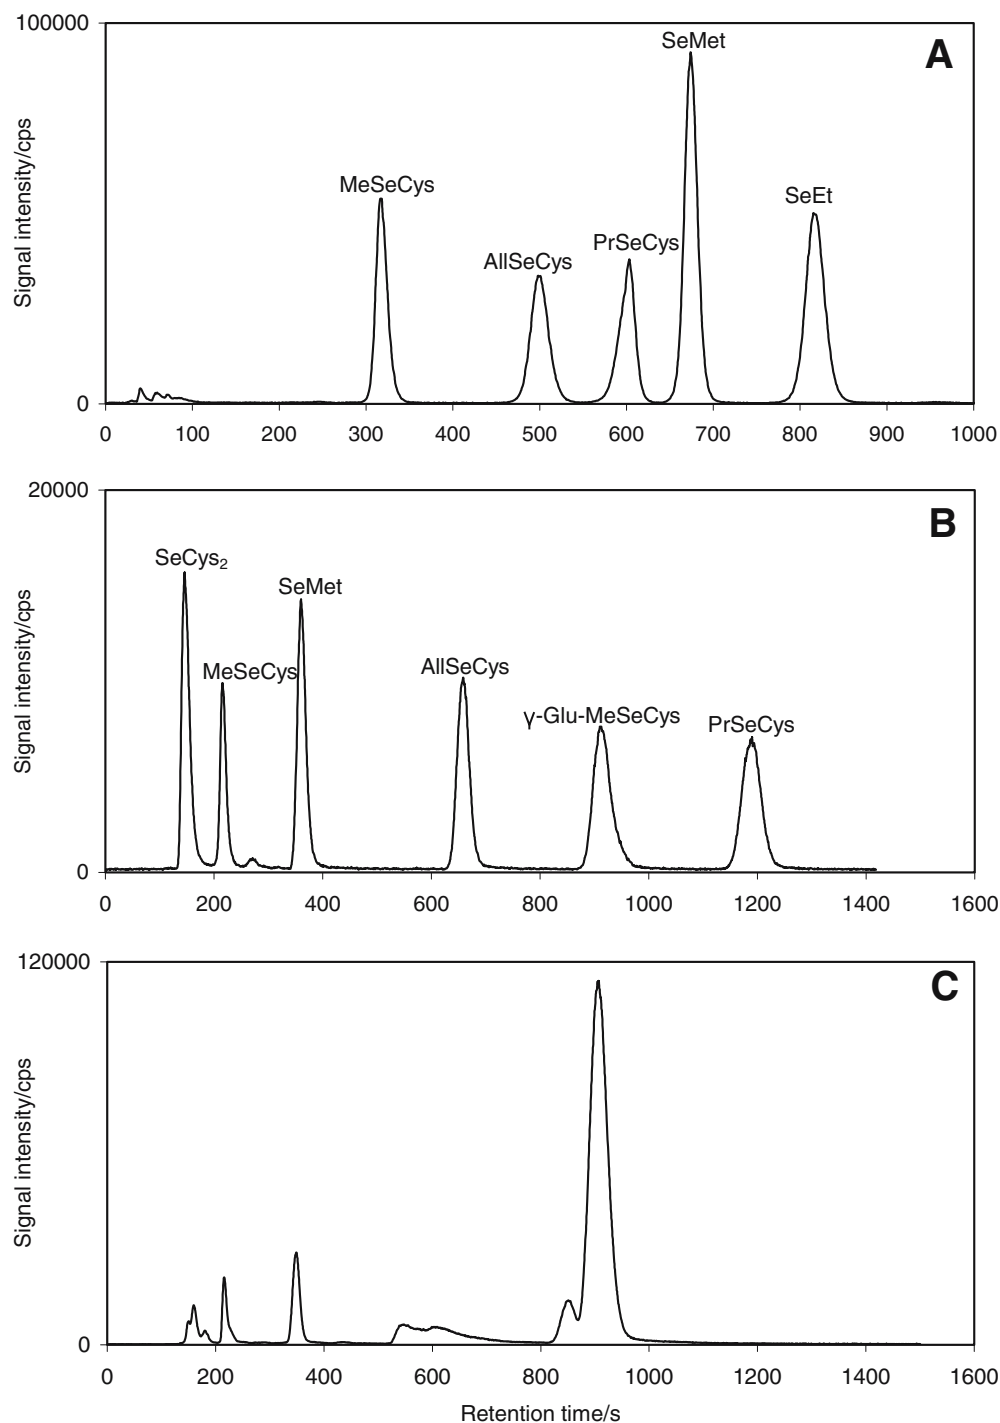 100000
A
SeMet
MeSeCys
SeEt
PrSeCys
AllSeCys
Signal intensity/cps
0
0 100 200 300 400 500 600 700 800 900 1000
20000
B
SeCys₂
SeMet
MeSeCys
AllSeCys
γ-Glu-MeSeCys
PrSeCys
Signal intensity/cps
0
0 200 400 600 800 1000 1200 1400 1600
120000
C
Signal intensity/cps
0
0 200 400 600 800 1000 1200 1400 1600
Retention time/s